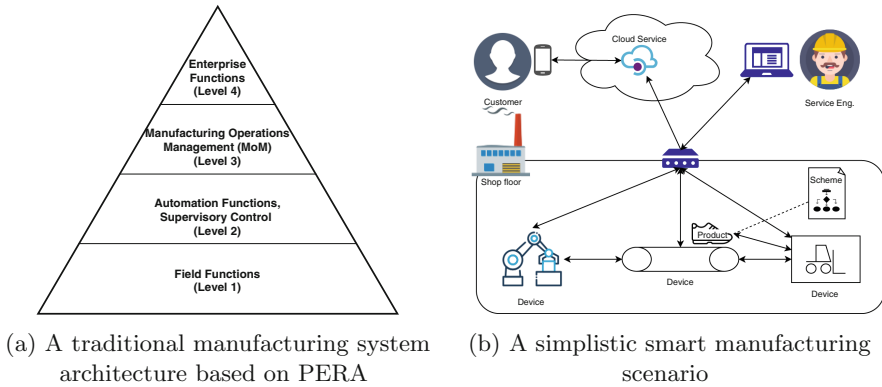 Enterprise
Functions
(Level 4)
Manufacturing Operations
Management (MoM)
(Level 3)
Automation Functions,
Supervisory Control
(Level 2)
Field Functions
(Level 1)
(a) A traditional manufacturing system
architecture based on PERA
Cloud Service
Customer
Service Eng.
Shop floor
Scheme
Product
Device
Device
Device
(b) A simplistic smart manufacturing
scenario